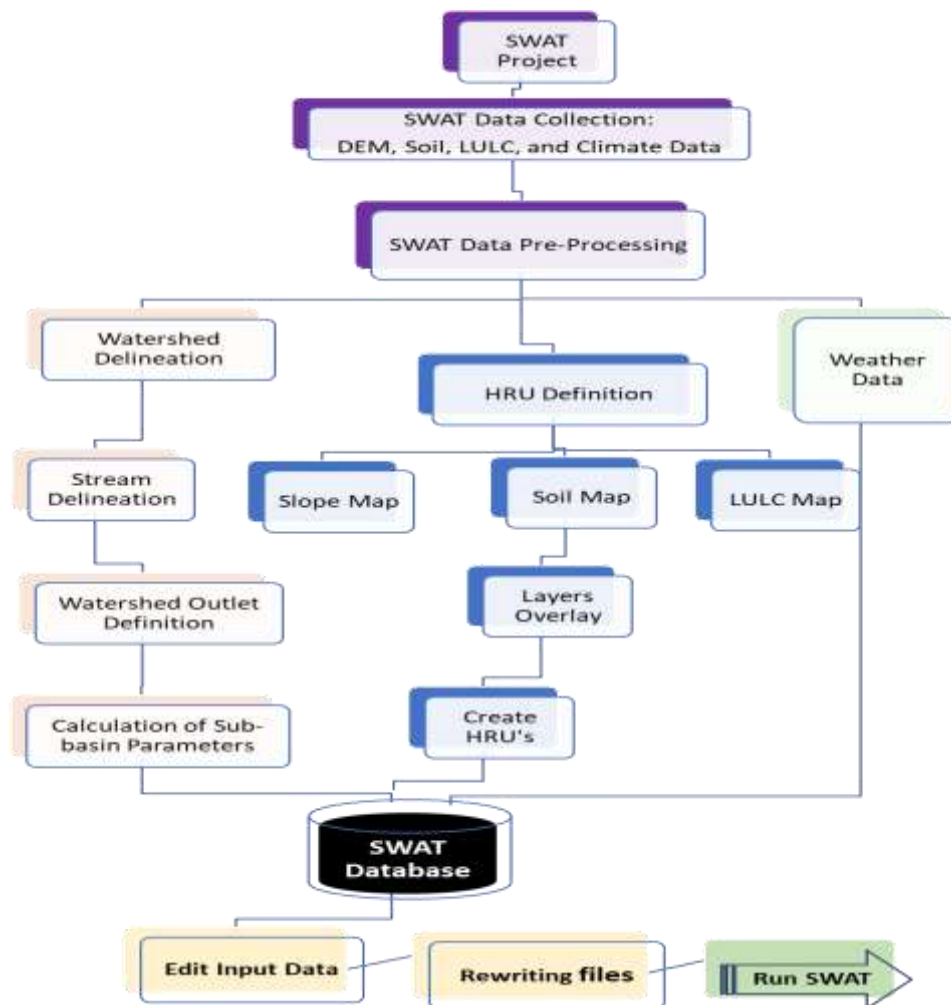 SWAT
Project
SWAT Data Collection:
DEM, Soil, LULC, and Climate Data
SWAT Data Pre-Processing
Watershed
Delineation
HRU Definition
Weather
Data
Stream
Delineation
Slope Map
Soil Map
LULC Map
Watershed Outlet
Definition
Layers
Overlay
Calculation of Sub-
basin Parameters
Create
HRU's
SWAT
Database
Edit Input Data
Rewriting files
Run SWAT